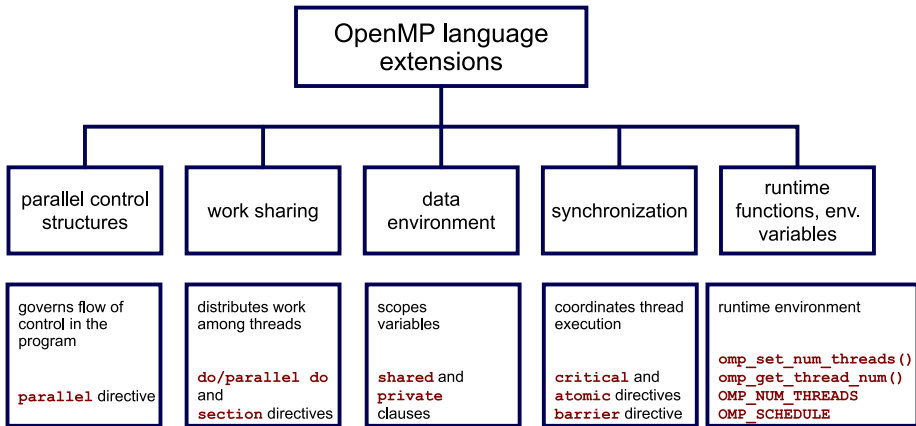 OpenMP language
extensions
parallel control
structures
work sharing
data
environment
synchronization
runtime
functions, env.
variables
governs flow of
control in the
program
parallel directive
distributes work
among threads
do/parallel do
and
section directives
scopes
variables
shared and
private
clauses
coordinates thread
execution
critical and
atomic directives
barrier directive
runtime environment
omp_set_num_threads()
omp_get_thread_num()
OMP_NUM_THREADS
OMP_SCHEDULE